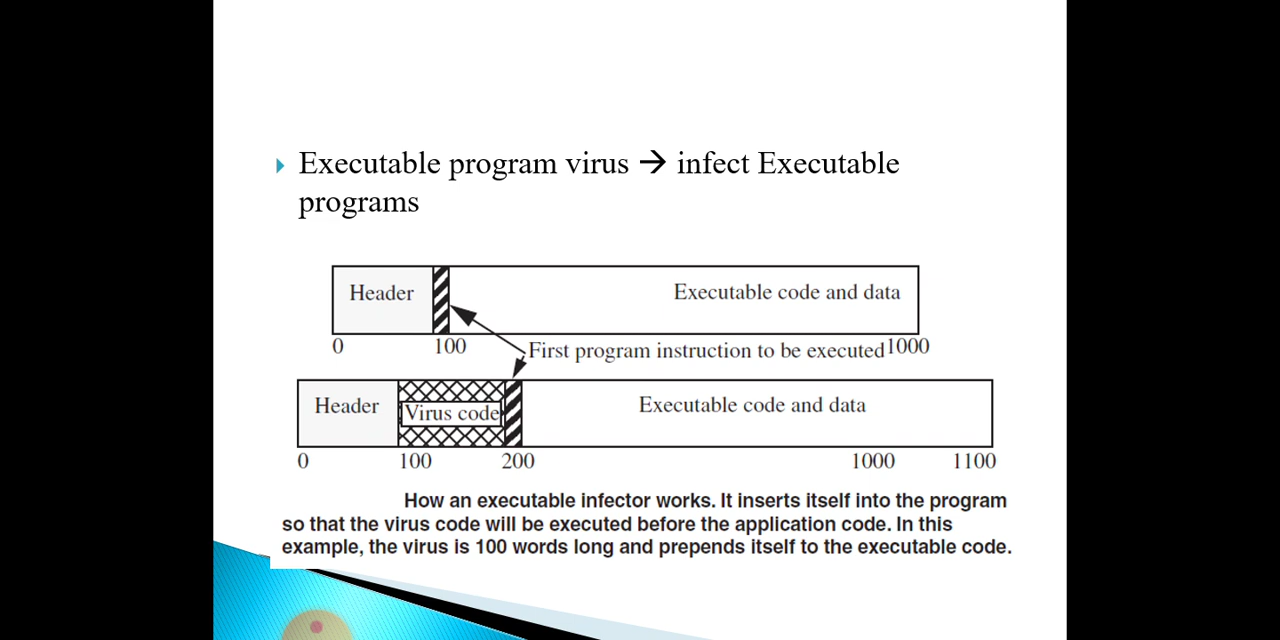 Executable program virus → infect Executable
programs
Header
Executable code and data
0
100
First program instruction to be executed
1000
Header
Virus code
Executable code and data
0
100
200
1000
1100
How an executable infector works. It inserts itself into the program
so that the virus code will be executed before the application code. In this
example, the virus is 100 words long and prepends itself to the executable code.